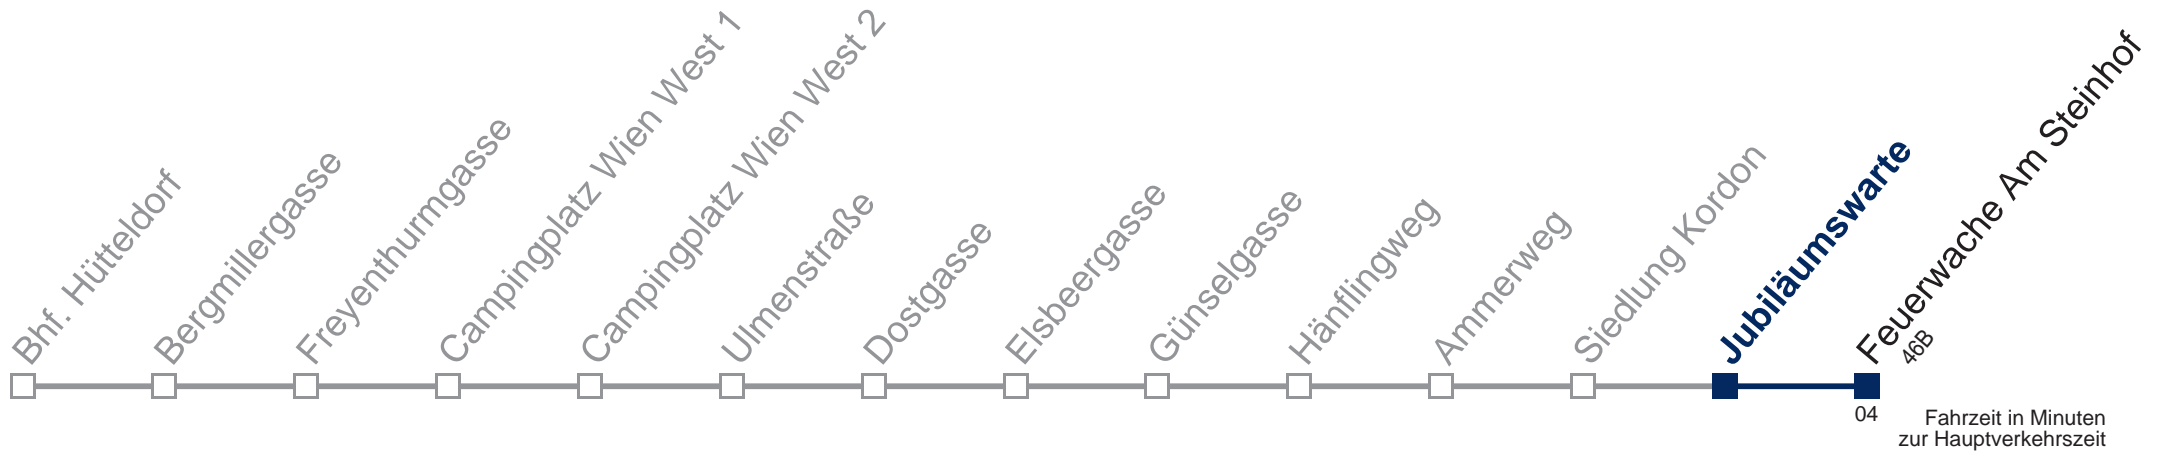 Bhf. Hütteldorf
Bergmillergasse
Freyenthurmgasse
Campingplatz Wien West 1
Campingplatz Wien West 2
Ulmenstraße
Dostgasse
Elsbeergasse
Günselgasse
Hänflingweg
Ammerweg
Siedlung Kordon
Jubiläumswarte
Feuerwache Am Steinhof
46B
04
Fahrzeit in Minuten
zur Hauptverkehrszeit